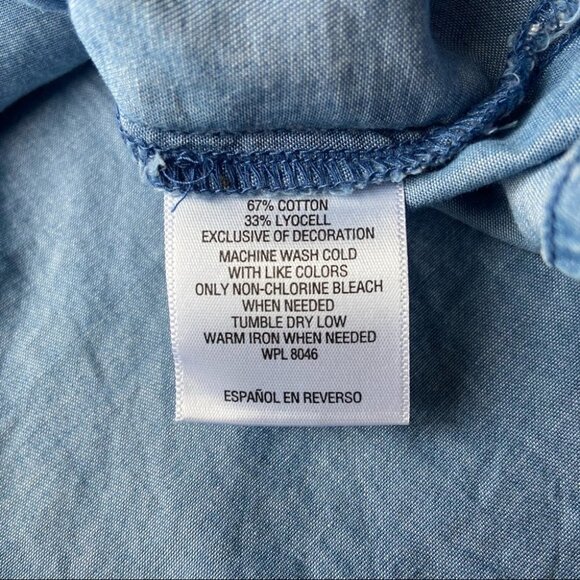 67% COTTON
33% LYOCELL
EXCLUSIVE OF DECORATION
MACHINE WASH COLD
WITH LIKE COLORS
ONLY NON-CHLORINE BLEACH
WHEN NEEDED
TUMBLE DRY LOW
WARM IRON WHEN NEEDED
WPL 8046
ESPAÑOL EN REVERSO